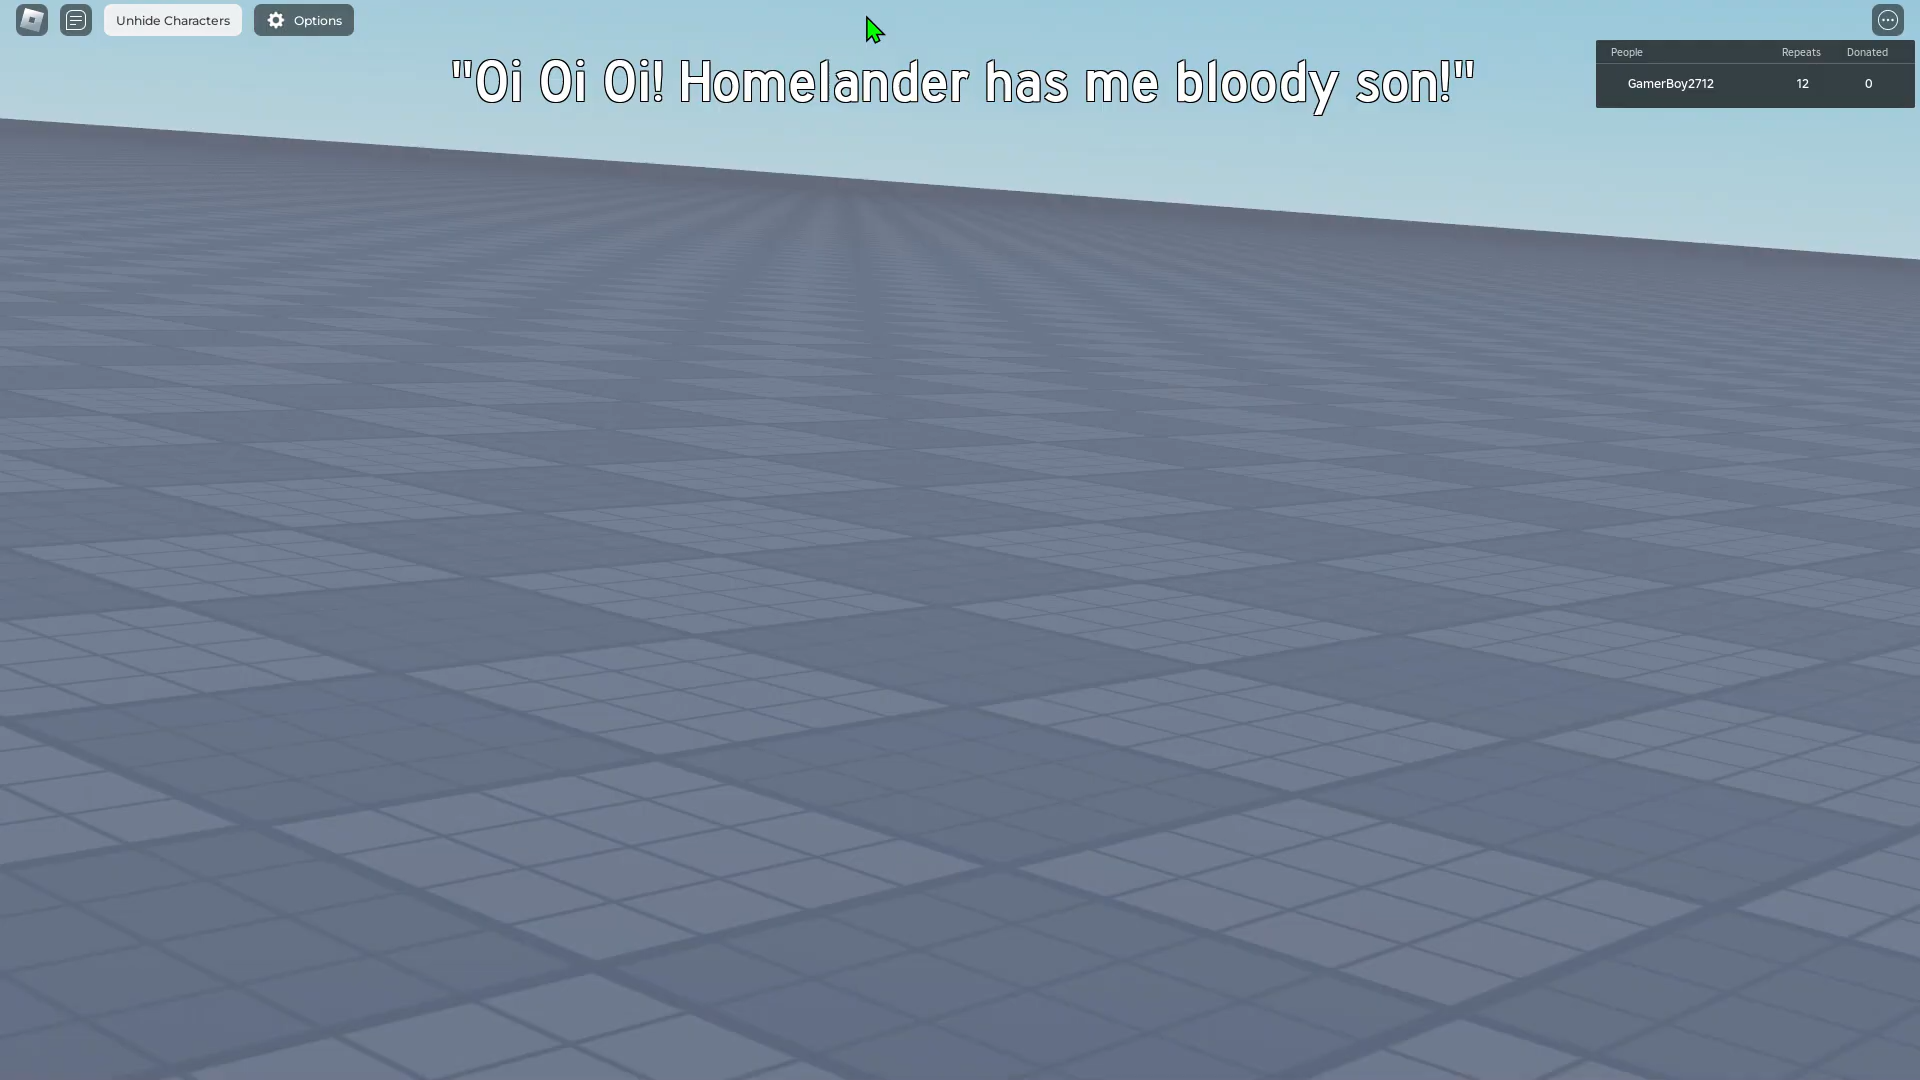 Unhide Characters
Options
"Oi Oi Oi! Homelander has me bloody son!"
People Repeats Donated
GamerBoy2712 12 0